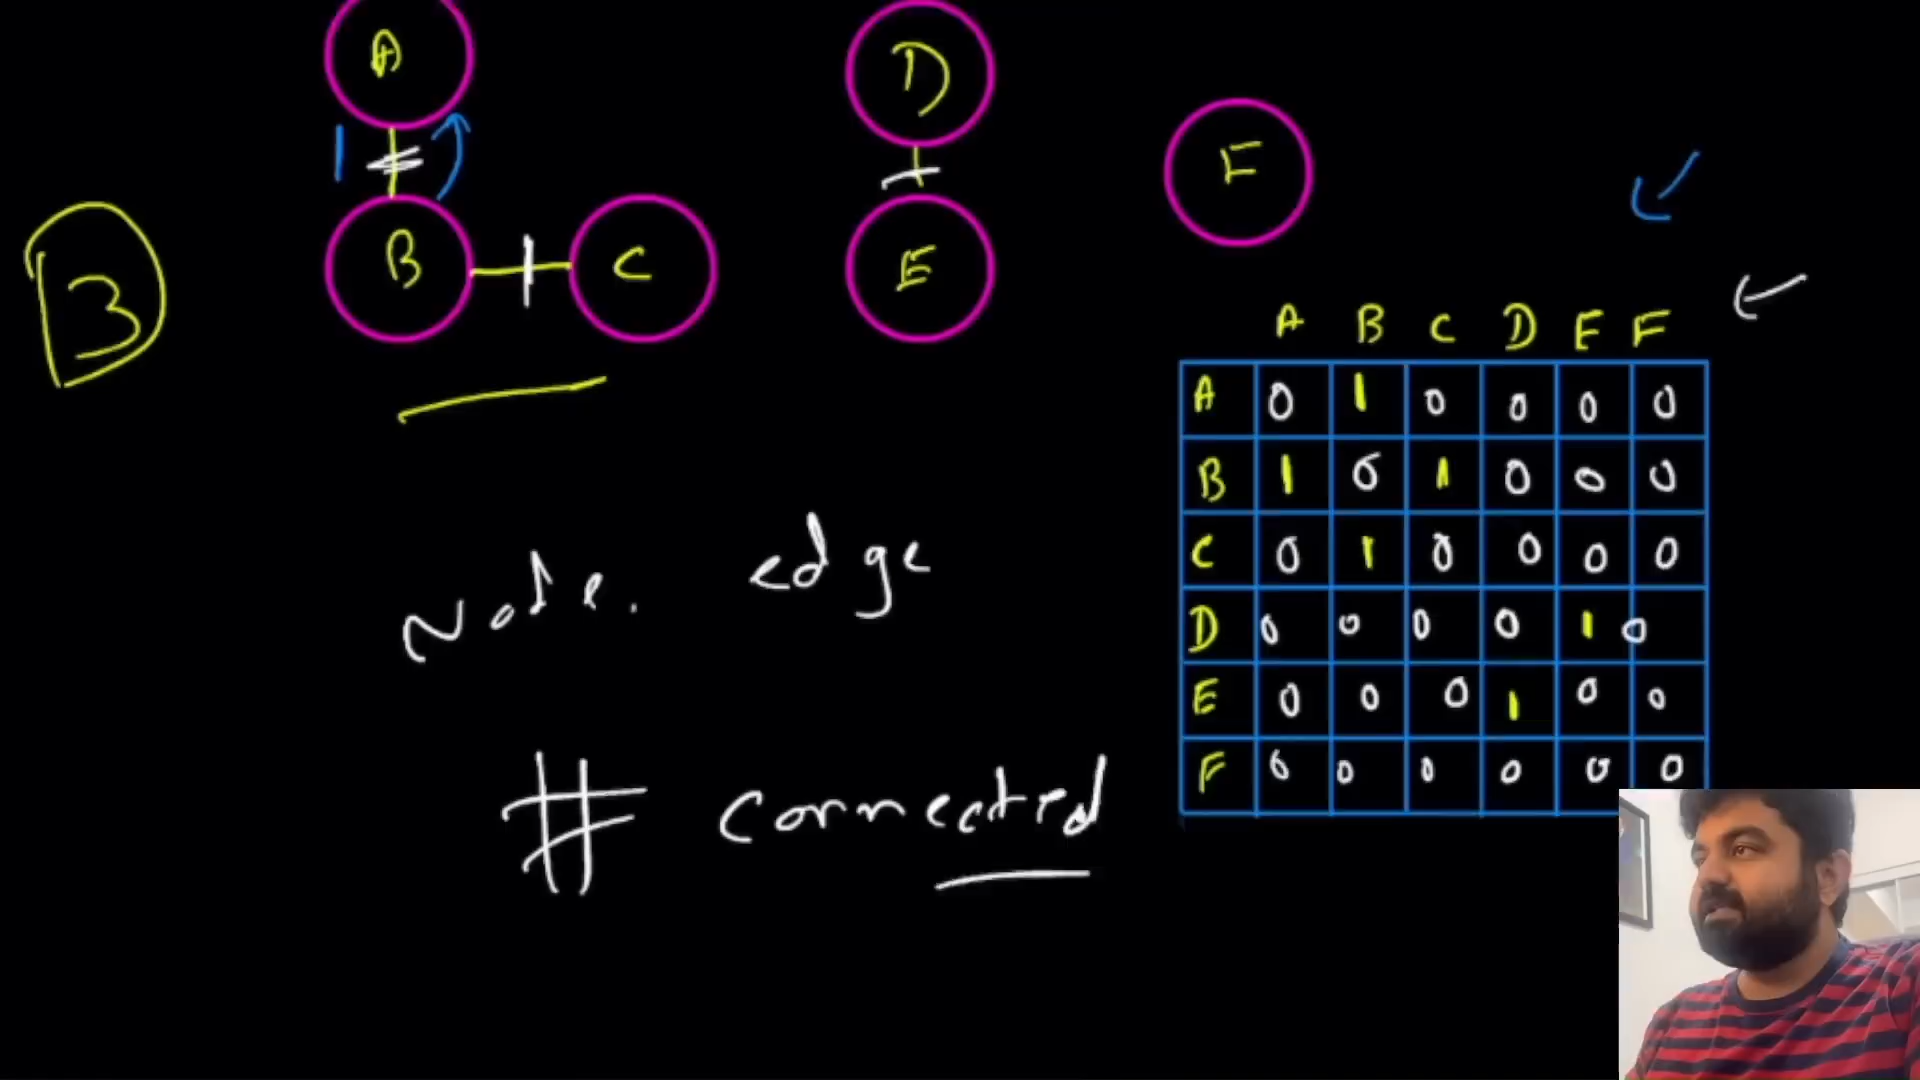 A
D
F
B
C
E
3
A B C D E F
A 0 1 0 0 0 0
B 1 0 1 0 0 0
C 0 1 0 0 0 0
D 0 0 0 0 1 0
E 0 0 0 1 0 0
F 0 0 0 0 0 0
Node. edge
# connected